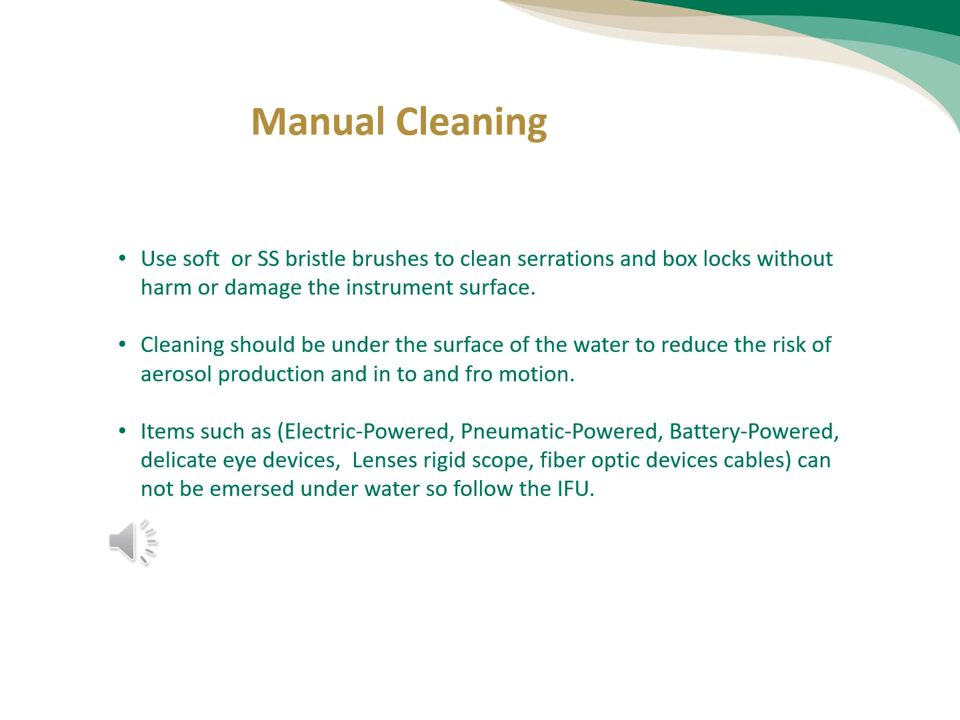 Manual Cleaning
• Use soft  or SS bristle brushes to clean serrations and box locks without
harm or damage the instrument surface.
• Cleaning should be under the surface of the water to reduce the risk of
aerosol production and in to and fro motion.
• Items such as (Electric-Powered, Pneumatic-Powered, Battery-Powered,
delicate eye devices,  Lenses rigid scope, fiber optic devices cables) can
not be emersed under water so follow the IFU.